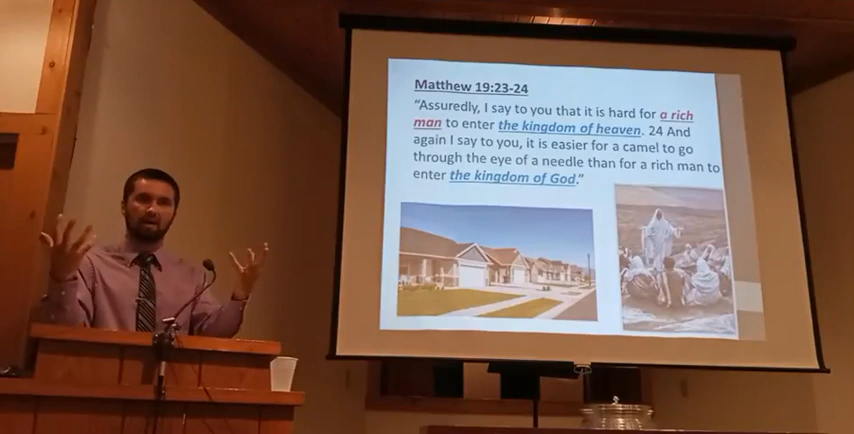 Matthew 19:23-24
“Assuredly, I say to you that it is hard for a rich
man to enter the kingdom of heaven. 24 And
again I say to you, it is easier for a camel to go
through the eye of a needle than for a rich man to
enter the kingdom of God.”